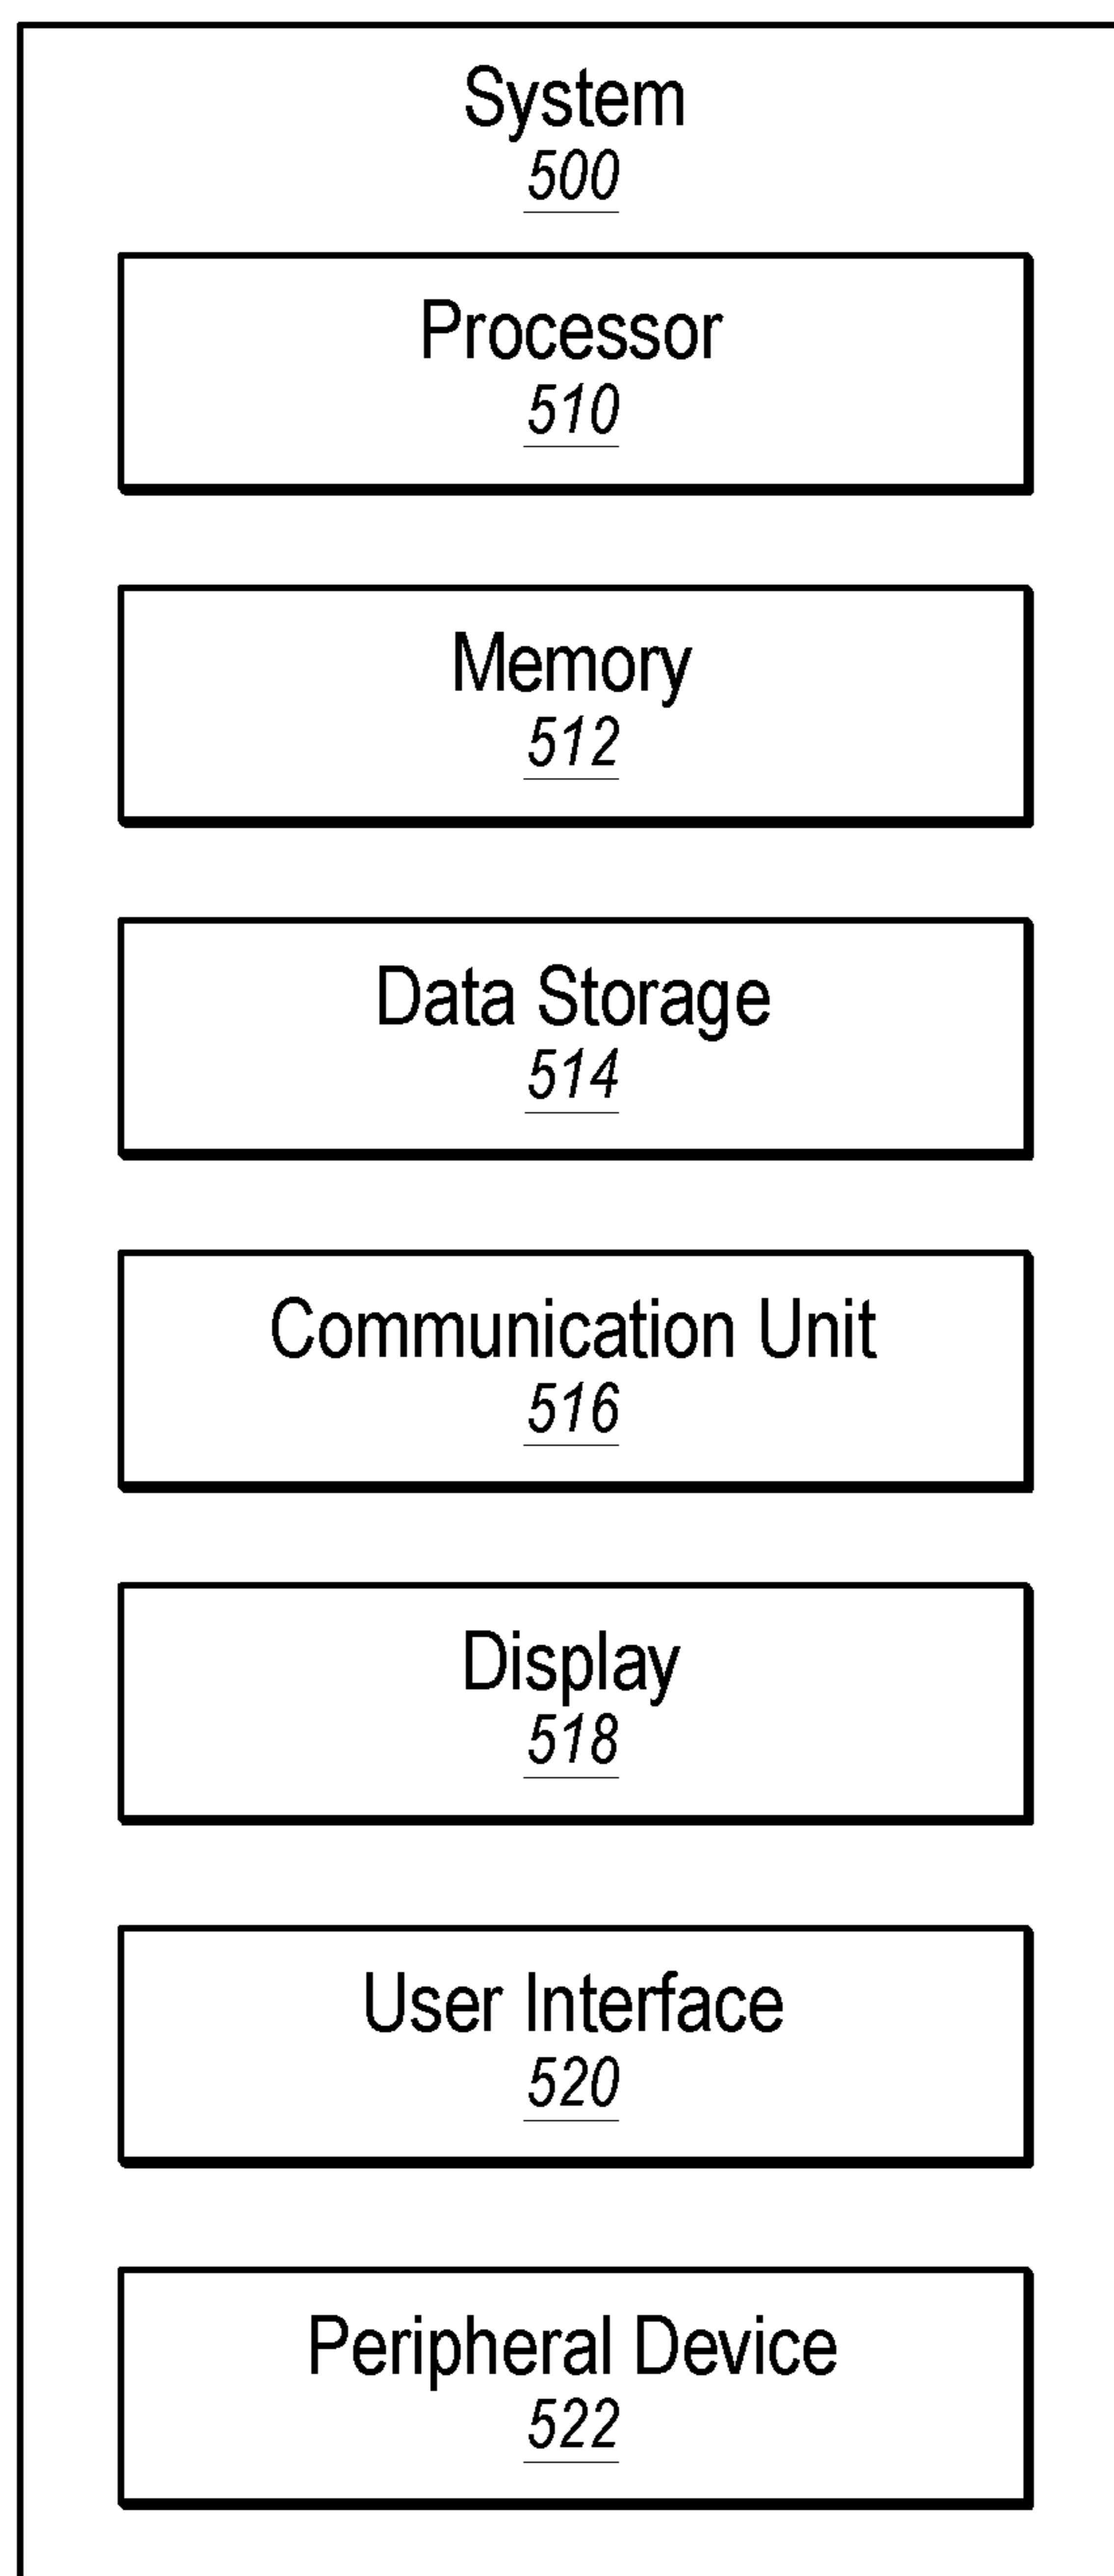 System
500
Processor
510
Memory
512
Data Storage
514
Communication Unit
516
Display
518
User Interface
520
Peripheral Device
522